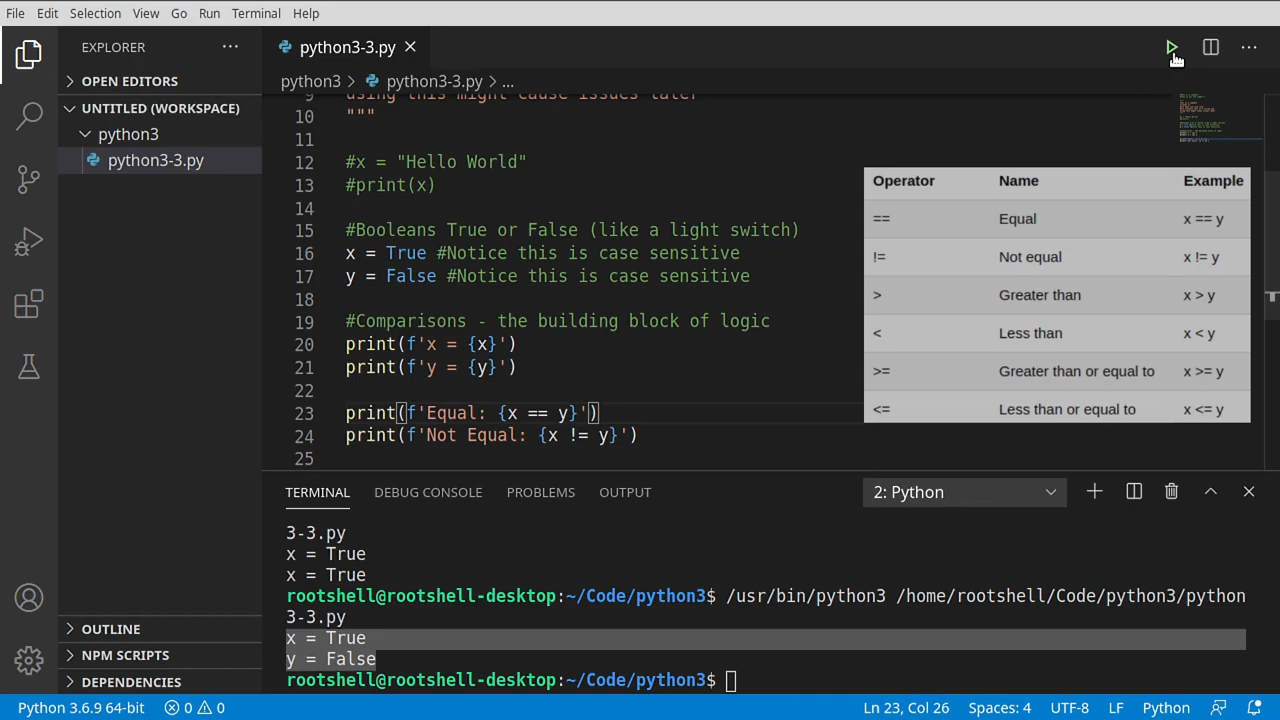 File Edit Selection View Go Run Terminal Help
EXPLORER
OPEN EDITORS
UNTITLED (WORKSPACE)
python3
python3-3.py
OUTLINE
NPM SCRIPTS
DEPENDENCIES
python3-3.py
python3 > python3-3.py > ...
9 using this might cause issues later
10 """
11
12 #x = "Hello World"
13 #print(x)
14
15 #Booleans True or False (like a light switch)
16 x = True #Notice this is case sensitive
17 y = False #Notice this is case sensitive
18
19 #Comparisons - the building block of logic
20 print(f'x = {x}')
21 print(f'y = {y}')
22
23 print(f'Equal: {x == y}')
24 print(f'Not Equal: {x != y}')
25
Operator Name Example
== Equal x == y
!= Not equal x != y
> Greater than x > y
< Less than x < y
>= Greater than or equal to x >= y
<= Less than or equal to x <= y
TERMINAL DEBUG CONSOLE PROBLEMS OUTPUT 2: Python
3-3.py
x = True
x = True
rootshell@rootshell-desktop:~/Code/python3$ /usr/bin/python3 /home/rootshell/Code/python3/python
3-3.py
x = True
y = False
rootshell@rootshell-desktop:~/Code/python3$
Python 3.6.9 64-bit 0 0 Ln 23, Col 26 Spaces: 4 UTF-8 LF Python